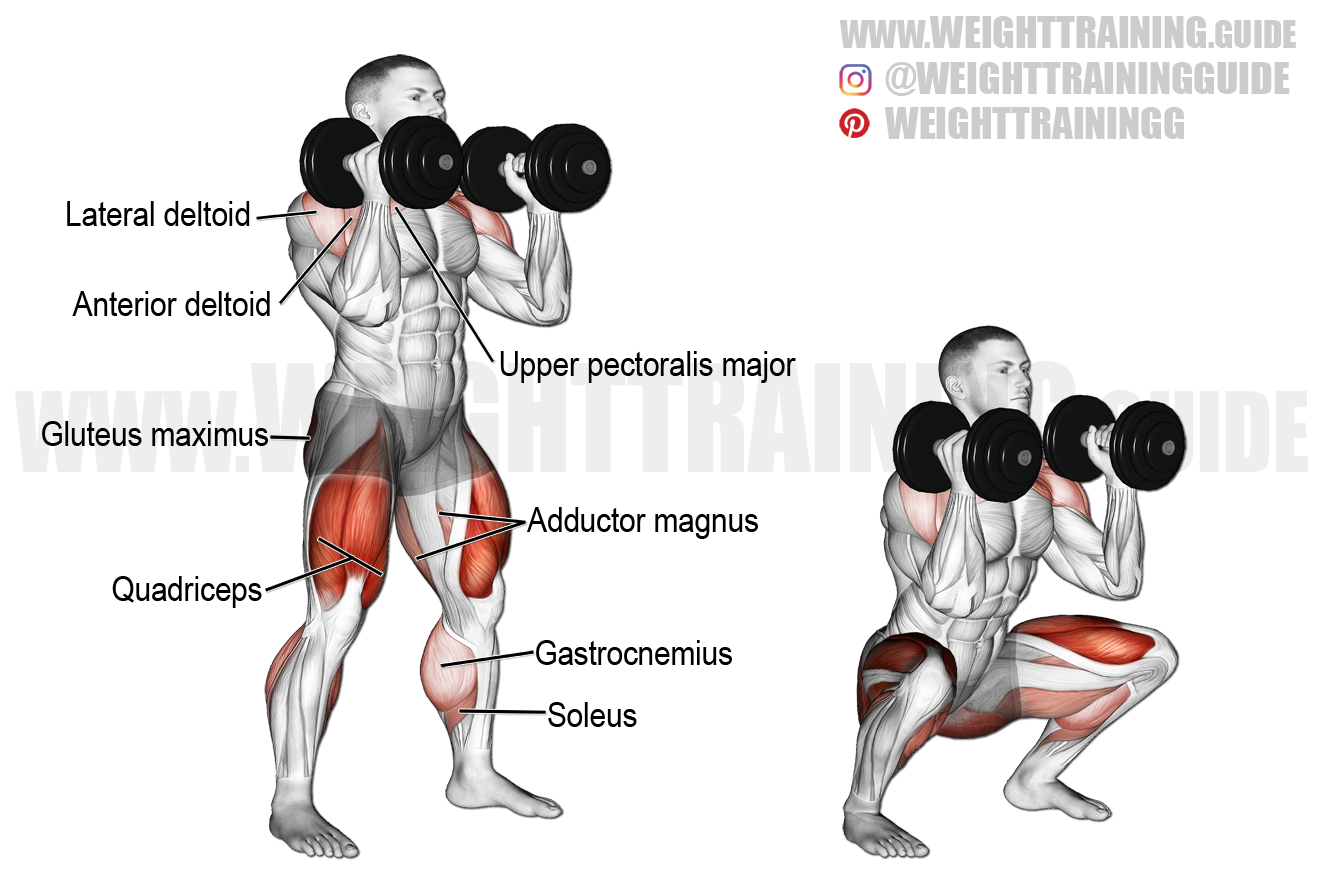 WWW.WEIGHTTRAINING.GUIDE
@WEIGHTTRAININGGUIDE
WEIGHTTRAININGG
Lateral deltoid
Anterior deltoid
Upper pectoralis major
WWW.WEIGHTTRAINING.GUIDE
Gluteus maximus
Adductor magnus
Quadriceps
Gastrocnemius
Soleus